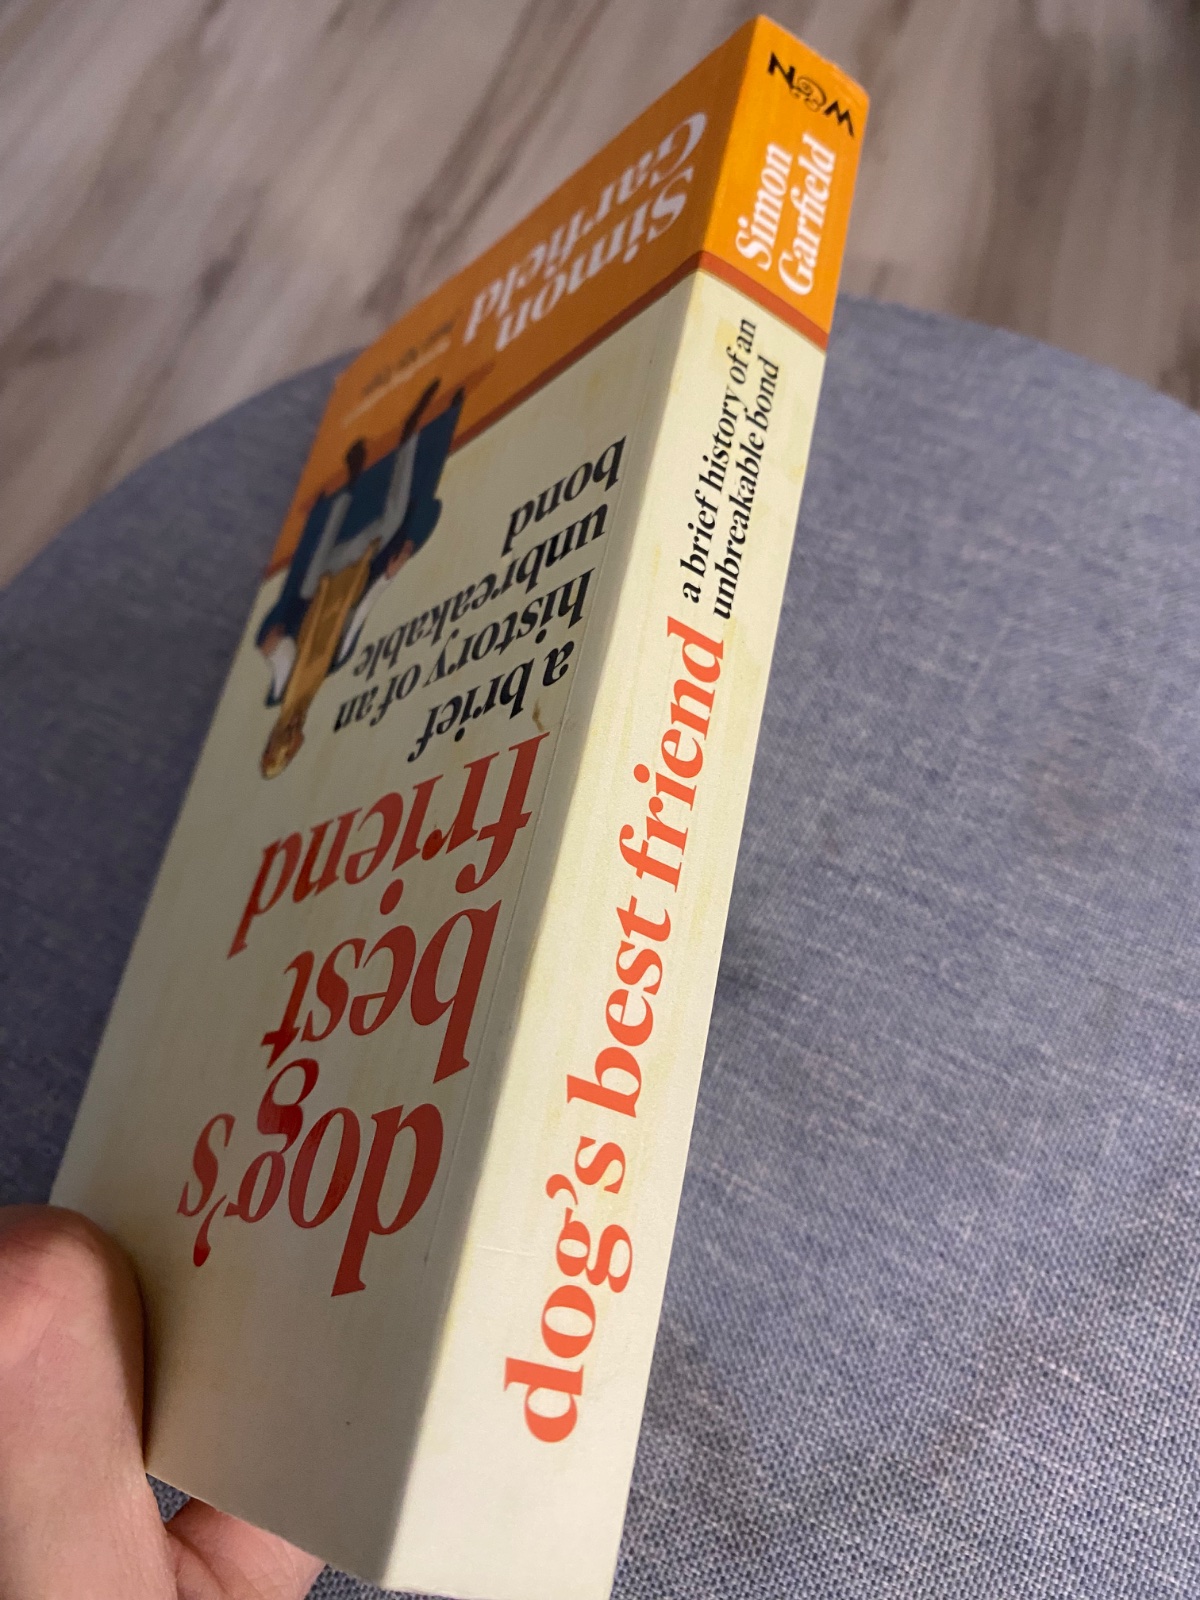 dog's best friend
a brief history of an
unbreakable bond
Simon
Garfield
W&N
dog's
best
friend
a brief
history of an
unbreakable
bond
Simon
Garfield